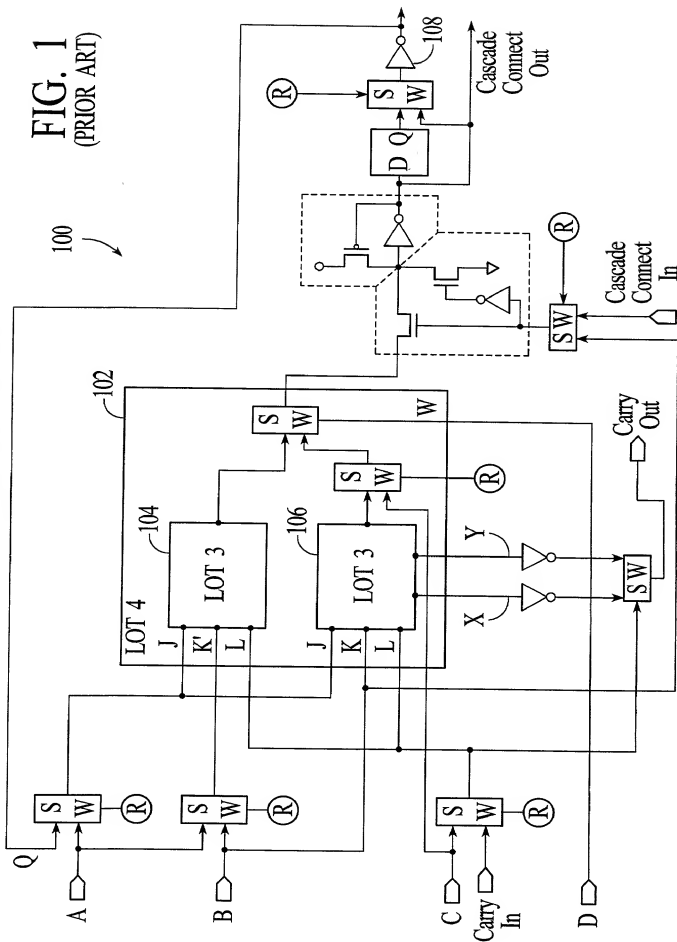 FIG. 1
(PRIOR ART)
100
Q
A
B
C
Carry
In
D
S
W
R
S
W
R
S
W
R
LOT 4
102
J
K'
L
LOT 3
104
J
K
L
LOT 3
106
S
W
S
W
R
W
X
Y
S W
Carry
Out
S W
R
Cascade
Connect
In
D Q
S
W
R
108
Cascade
Connect
Out